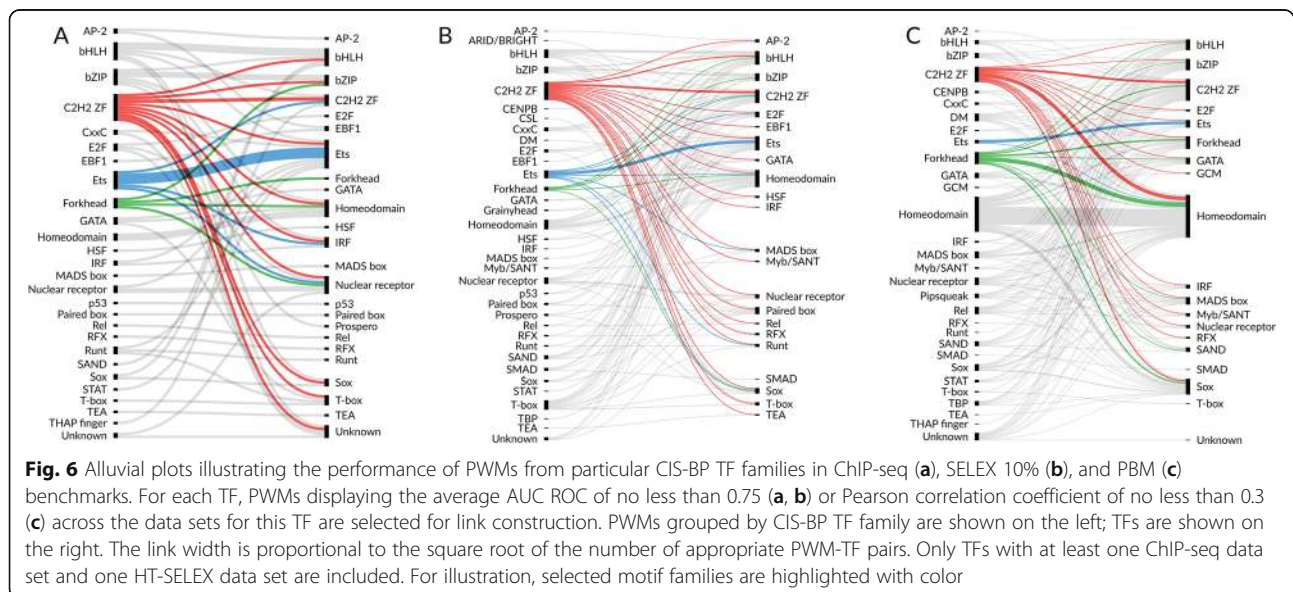 A
AP-2
bHLH
bZIP
C2H2 ZF
CxxC
E2F
EBF1
Ets
Forkhead
GATA
Homeodomain
HSF
IRF
MADS box
Nuclear receptor
p53
Paired box
Rel
RFX
Runt
SAND
Sox
STAT
T-box
TEA
THAP finger
Unknown
AP-2
bHLH
bZIP
C2H2 ZF
E2F
EBF1
Ets
Forkhead
GATA
Homeodomain
HSF
IRF
MADS box
Nuclear receptor
p53
Paired box
Prospero
Rel
RFX
Runt
Sox
T-box
TEA
Unknown
B
AP-2
ARID/BRIGHT
bHLH
bZIP
C2H2 ZF
CENPB
CSL
CxxC
DM
E2F
EBF1
Ets
Forkhead
GATA
Grainyhead
Homeodomain
HSF
IRF
MADS box
Myb/SANT
Nuclear receptor
p53
Paired box
Prospero
Rel
RFX
Runt
SAND
SMAD
Sox
STAT
T-box
TBP
TEA
Unknown
AP-2
bHLH
bZIP
C2H2 ZF
E2F
EBF1
Ets
GATA
Homeodomain
HSF
IRF
MADS box
Myb/SANT
Nuclear receptor
Paired box
Rel
RFX
Runt
SMAD
Sox
T-box
TEA
C
AP-2
bHLH
bZIP
C2H2 ZF
CENPB
CxxC
DM
E2F
Ets
Forkhead
GATA
GCM
Homeodomain
IRF
MADS box
Myb/SANT
Nuclear receptor
Pipsqueak
Rel
RFX
Runt
SAND
SMAD
Sox
STAT
T-box
TBP
TEA
Unknown
bHLH
bZIP
C2H2 ZF
E2F
Ets
Forkhead
GATA
GCM
Homeodomain
IRF
MADS box
Myb/SANT
Nuclear receptor
RFX
SAND
SMAD
Sox
T-box
Unknown
Fig. 6 Alluvial plots illustrating the performance of PWMs from particular CIS-BP TF families in ChIP-seq (a), SELEX 10% (b), and PBM (c)
benchmarks. For each TF, PWMs displaying the average AUC ROC of no less than 0.75 (a, b) or Pearson correlation coefficient of no less than 0.3
(c) across the data sets for this TF are selected for link construction. PWMs grouped by CIS-BP TF family are shown on the left; TFs are shown on
the right. The link width is proportional to the square root of the number of appropriate PWM-TF pairs. Only TFs with at least one ChIP-seq data
set and one HT-SELEX data set are included. For illustration, selected motif families are highlighted with color